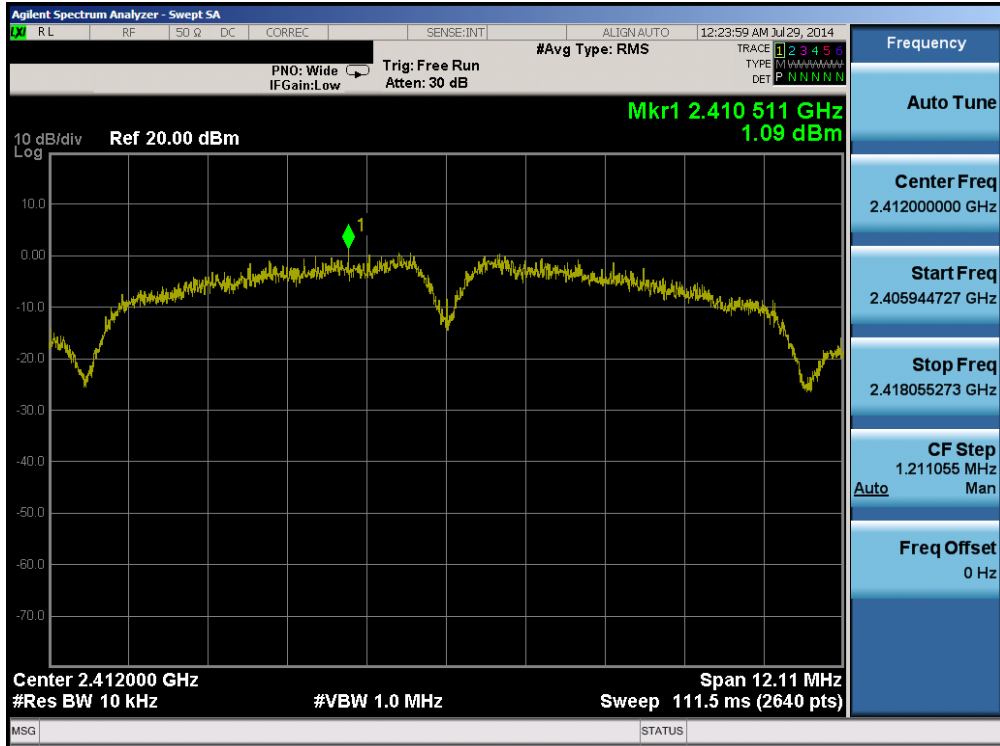 Agilent Spectrum Analyzer - Swept SA
LXI RL RF 50 Ω DC CORREC SENSE:INT ALIGN AUTO 12:23:59 AM Jul 29, 2014
#Avg Type: RMS TRACE 1 2 3 4 5 6
PNO: Wide Trig: Free Run TYPE M WWWWW
IFGain:Low Atten: 30 dB DET P N N N N N
Mkr1 2.410 511 GHz
1.09 dBm
10 dB/div Ref 20.00 dBm
Log
10.0
0.00
-10.0
-20.0
-30.0
-40.0
-50.0
-60.0
-70.0
1
Center 2.412000 GHz Span 12.11 MHz
#Res BW 10 kHz #VBW 1.0 MHz Sweep 111.5 ms (2640 pts)
MSG STATUS
Frequency
Auto Tune
Center Freq
2.412000000 GHz
Start Freq
2.405944727 GHz
Stop Freq
2.418055273 GHz
CF Step
1.211055 MHz
Auto Man
Freq Offset
0 Hz